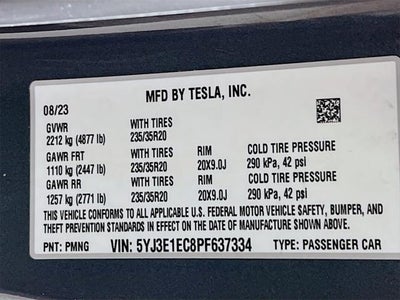 MFD BY TESLA, INC.
08/23
GVWR WITH TIRES
2212 kg (4877 lb) 235/35R20
GAWR FRT WITH TIRES RIM COLD TIRE PRESSURE
1110 kg (2447 lb) 235/35R20 20X9.0J 290 kPa, 42 psi
GAWR RR WITH TIRES RIM COLD TIRE PRESSURE
1257 kg (2771 lb) 235/35R20 20X9.0J 290 kPa, 42 psi
THIS VEHICLE CONFORMS TO ALL APPLICABLE U.S. FEDERAL MOTOR VEHICLE SAFETY, BUMPER, AND
THEFT PREVENTION STANDARDS IN EFFECT ON THE DATE OF MANUFACTURE SHOWN ABOVE.
PNT: PMNG VIN: 5YJ3E1EC8PF637334 TYPE: PASSENGER CAR